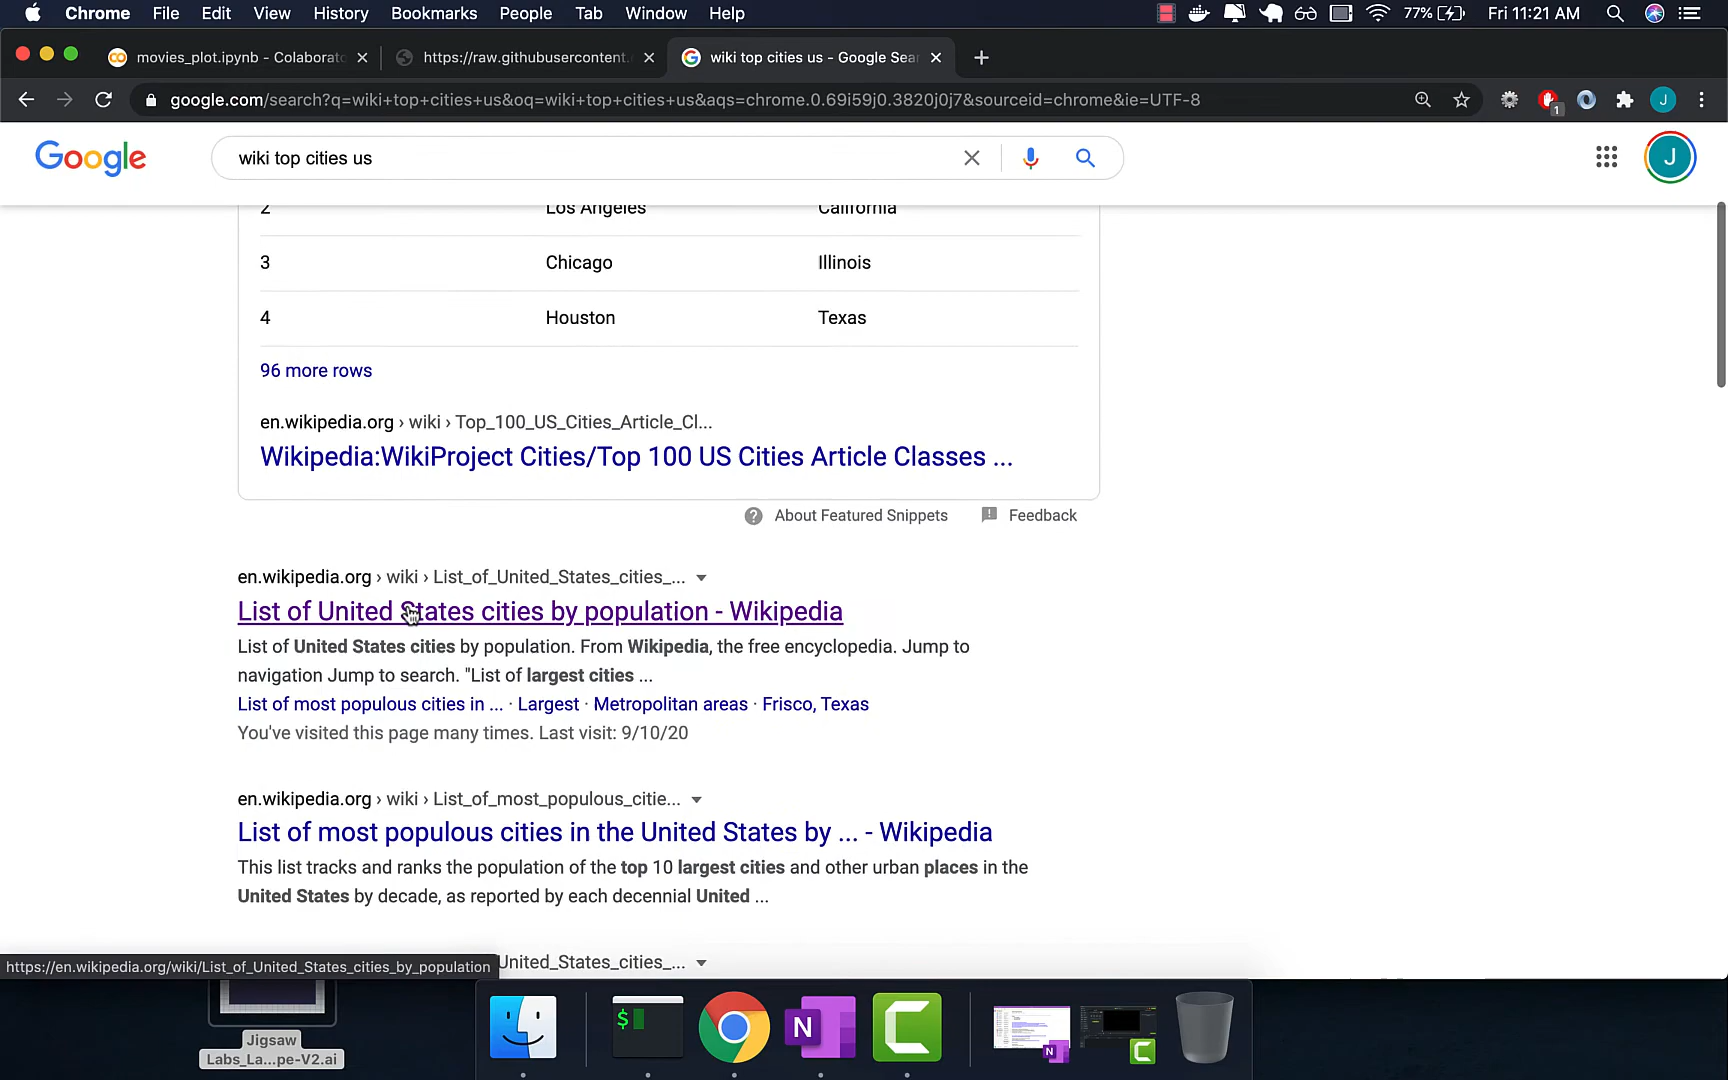 Chrome File Edit View History Bookmarks People Tab Window Help 77% Fri 11:21 AM
movies_plot.ipynb - Colaborato https://raw.githubusercontent. wiki top cities us - Google Sear
google.com/search?q=wiki+top+cities+us&oq=wiki+top+cities+us&aqs=chrome.0.69i59j0.3820j0j7&sourceid=chrome&ie=UTF-8 1 J
Google wiki top cities us J
2 Los Angeles California
3 Chicago Illinois
4 Houston Texas
96 more rows
en.wikipedia.org › wiki › Top_100_US_Cities_Article_Cl...
Wikipedia:WikiProject Cities/Top 100 US Cities Article Classes ...
About Featured Snippets Feedback
en.wikipedia.org › wiki › List_of_United_States_cities_...
List of United States cities by population - Wikipedia
List of United States cities by population. From Wikipedia, the free encyclopedia. Jump to
navigation Jump to search. "List of largest cities ...
List of most populous cities in ... · Largest · Metropolitan areas · Frisco, Texas
You've visited this page many times. Last visit: 9/10/20
en.wikipedia.org › wiki › List_of_most_populous_citie...
List of most populous cities in the United States by ... - Wikipedia
This list tracks and ranks the population of the top 10 largest cities and other urban places in the
United States by decade, as reported by each decennial United ...
https://en.wikipedia.org/wiki/List_of_United_States_cities_by_population United_States_cities_...
$ N C
Jigsaw
Labs_La...pe-V2.ai